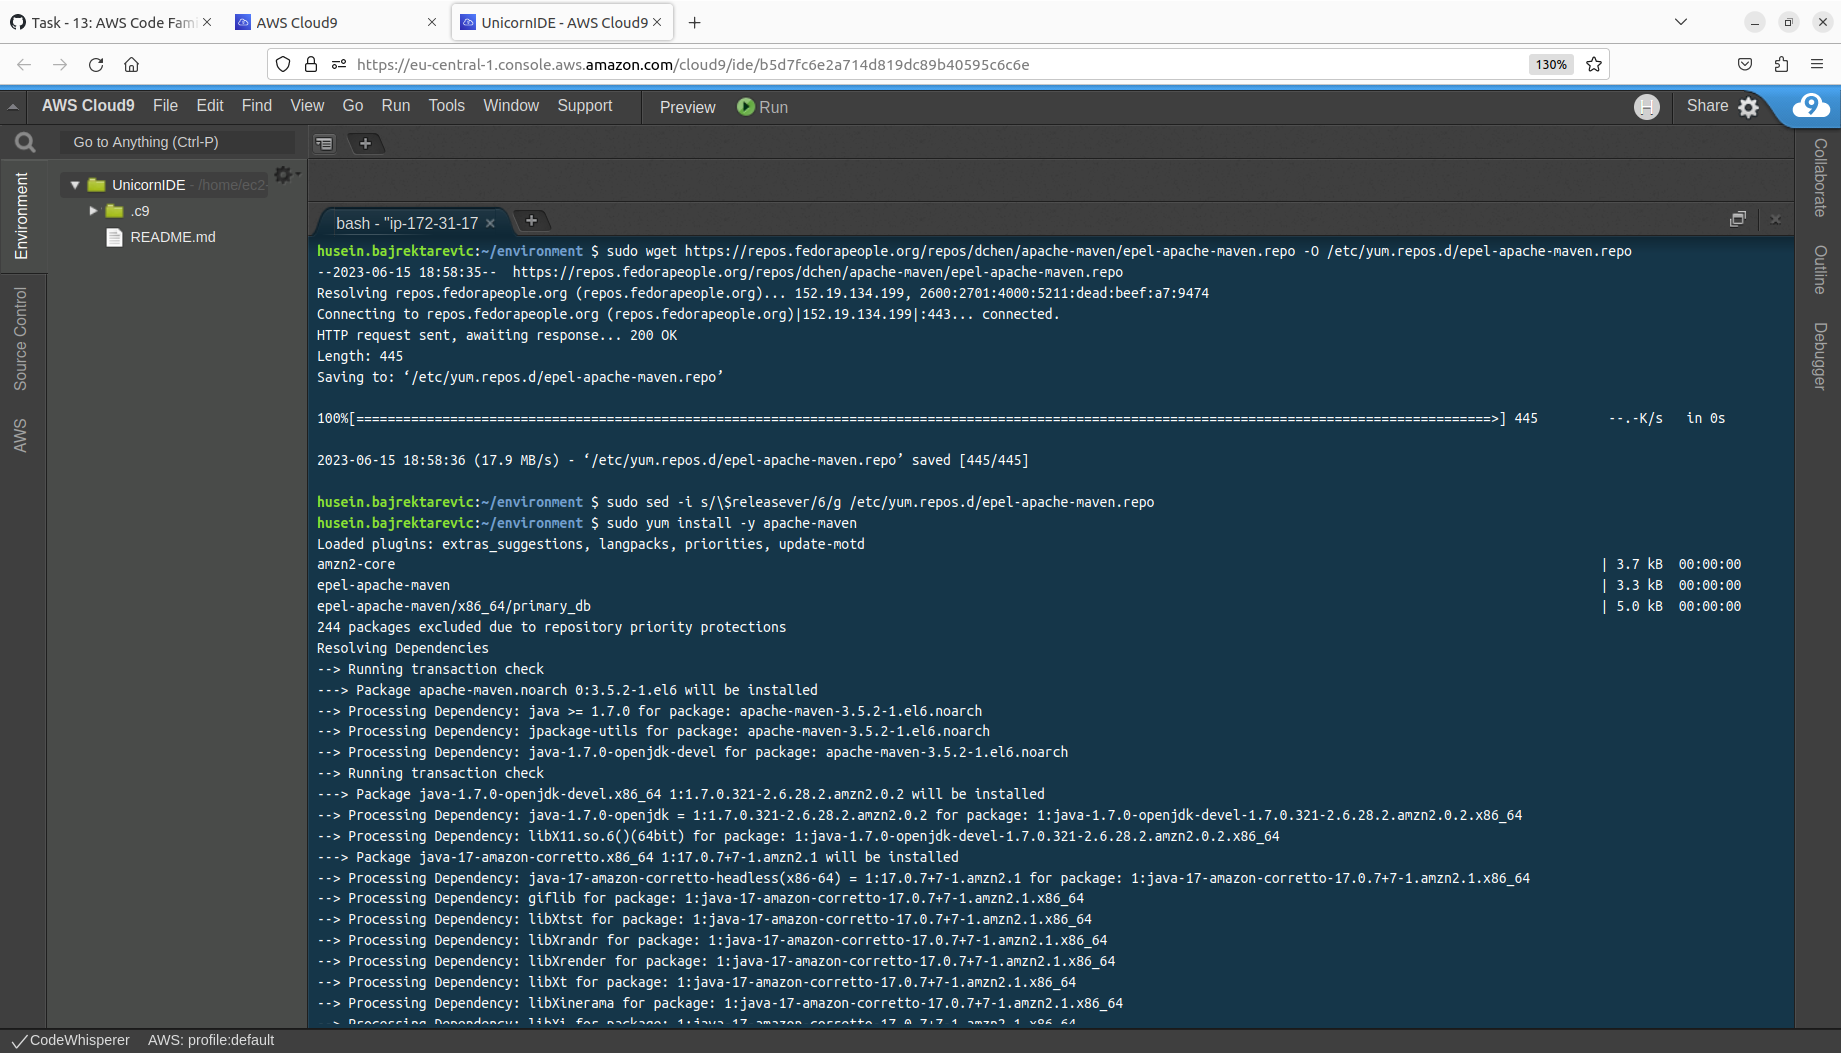 Task - 13: AWS Code Fam
AWS Cloud9
UnicornIDE - AWS Cloud9
https://eu-central-1.console.aws.amazon.com/cloud9/ide/b5d7fc6e2a714d819dc89b40595c6c6e
130%
AWS Cloud9 File Edit Find View Go Run Tools Window Support Preview Run
H Share 9
Go to Anything (Ctrl-P)
Environment
Source Control
AWS
UnicornIDE - /home/ec2-
.c9
README.md
Collaborate
Outline
Debugger
bash - "ip-172-31-17
husein.bajrektarevic:~/environment $ sudo wget https://repos.fedorapeople.org/repos/dchen/apache-maven/epel-apache-maven.repo -O /etc/yum.repos.d/epel-apache-maven.repo
--2023-06-15 18:58:35--  https://repos.fedorapeople.org/repos/dchen/apache-maven/epel-apache-maven.repo
Resolving repos.fedorapeople.org (repos.fedorapeople.org)... 152.19.134.199, 2600:2701:4000:5211:dead:beef:a7:9474
Connecting to repos.fedorapeople.org (repos.fedorapeople.org)|152.19.134.199|:443... connected.
HTTP request sent, awaiting response... 200 OK
Length: 445
Saving to: ‘/etc/yum.repos.d/epel-apache-maven.repo’
100%[=================================================================================================================================================>] 445         --.-K/s   in 0s
2023-06-15 18:58:36 (17.9 MB/s) - ‘/etc/yum.repos.d/epel-apache-maven.repo’ saved [445/445]
husein.bajrektarevic:~/environment $ sudo sed -i s/\$releasever/6/g /etc/yum.repos.d/epel-apache-maven.repo
husein.bajrektarevic:~/environment $ sudo yum install -y apache-maven
Loaded plugins: extras_suggestions, langpacks, priorities, update-motd
amzn2-core | 3.7 kB  00:00:00
epel-apache-maven | 3.3 kB  00:00:00
epel-apache-maven/x86_64/primary_db | 5.0 kB  00:00:00
244 packages excluded due to repository priority protections
Resolving Dependencies
--> Running transaction check
---> Package apache-maven.noarch 0:3.5.2-1.el6 will be installed
--> Processing Dependency: java >= 1.7.0 for package: apache-maven-3.5.2-1.el6.noarch
--> Processing Dependency: jpackage-utils for package: apache-maven-3.5.2-1.el6.noarch
--> Processing Dependency: java-1.7.0-openjdk-devel for package: apache-maven-3.5.2-1.el6.noarch
--> Running transaction check
---> Package java-1.7.0-openjdk-devel.x86_64 1:1.7.0.321-2.6.28.2.amzn2.0.2 will be installed
--> Processing Dependency: java-1.7.0-openjdk = 1:1.7.0.321-2.6.28.2.amzn2.0.2 for package: 1:java-1.7.0-openjdk-devel-1.7.0.321-2.6.28.2.amzn2.0.2.x86_64
--> Processing Dependency: libX11.so.6()(64bit) for package: 1:java-1.7.0-openjdk-devel-1.7.0.321-2.6.28.2.amzn2.0.2.x86_64
---> Package java-17-amazon-corretto.x86_64 1:17.0.7+7-1.amzn2.1 will be installed
--> Processing Dependency: java-17-amazon-corretto-headless(x86-64) = 1:17.0.7+7-1.amzn2.1 for package: 1:java-17-amazon-corretto-17.0.7+7-1.amzn2.1.x86_64
--> Processing Dependency: giflib for package: 1:java-17-amazon-corretto-17.0.7+7-1.amzn2.1.x86_64
--> Processing Dependency: libXtst for package: 1:java-17-amazon-corretto-17.0.7+7-1.amzn2.1.x86_64
--> Processing Dependency: libXrandr for package: 1:java-17-amazon-corretto-17.0.7+7-1.amzn2.1.x86_64
--> Processing Dependency: libXrender for package: 1:java-17-amazon-corretto-17.0.7+7-1.amzn2.1.x86_64
--> Processing Dependency: libXt for package: 1:java-17-amazon-corretto-17.0.7+7-1.amzn2.1.x86_64
--> Processing Dependency: libXinerama for package: 1:java-17-amazon-corretto-17.0.7+7-1.amzn2.1.x86_64
--> Processing Dependency: libXi for package: 1:java-17-amazon-corretto-17.0.7+7-1.amzn2.1.x86_64
CodeWhisperer AWS: profile:default